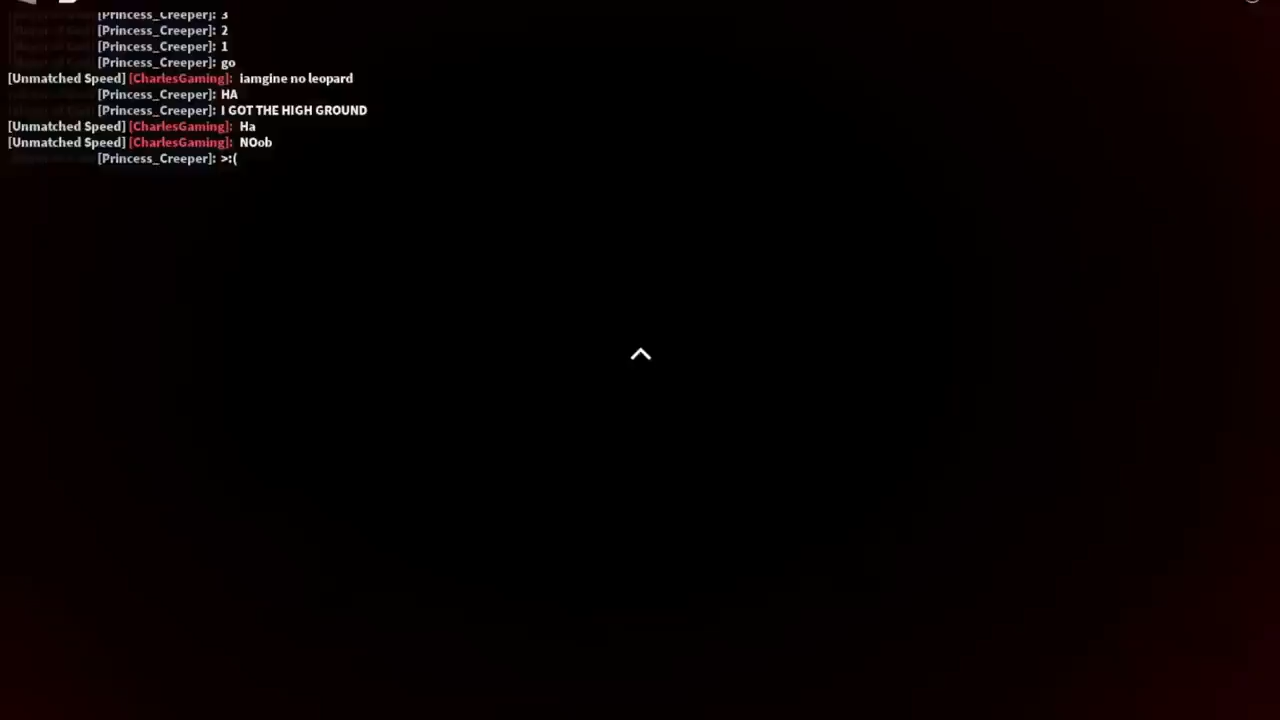 [Princess_Creeper]: 3
[Princess_Creeper]: 2
[Princess_Creeper]: 1
[Princess_Creeper]: go
[Unmatched Speed] [CharlesGaming]: iamgine no leopard
[Princess_Creeper]: HA
[Princess_Creeper]: I GOT THE HIGH GROUND
[Unmatched Speed] [CharlesGaming]: Ha
[Unmatched Speed] [CharlesGaming]: NOob
[Princess_Creeper]: >:(